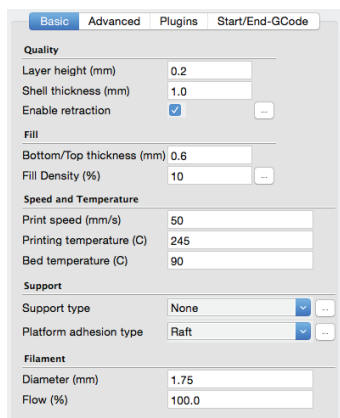 Basic Advanced Plugins Start/End-GCode
Quality
Layer height (mm) 0.2
Shell thickness (mm) 1.0
Enable retraction ...
Fill
Bottom/Top thickness (mm) 0.6
Fill Density (%) 10 ...
Speed and Temperature
Print speed (mm/s) 50
Printing temperature (C) 245
Bed temperature (C) 90
Support
Support type None ...
Platform adhesion type Raft ...
Filament
Diameter (mm) 1.75
Flow (%) 100.0